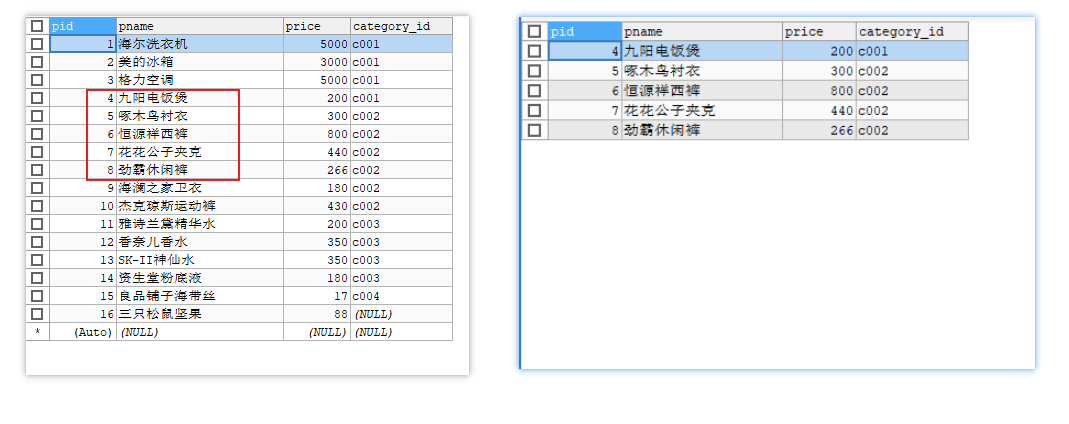 pid pname price category_id
1 海尔洗衣机 5000 c001
2 美的冰箱 3000 c001
3 格力空调 5000 c001
4 九阳电饭煲 200 c001
5 啄木鸟衬衣 300 c002
6 恒源祥西裤 800 c002
7 花花公子夹克 440 c002
8 劲霸休闲裤 266 c002
9 海澜之家卫衣 180 c002
10 杰克琼斯运动裤 430 c002
11 雅诗兰黛精华水 200 c003
12 香奈儿香水 350 c003
13 SK-II神仙水 350 c003
14 资生堂粉底液 180 c003
15 良品铺子海带丝 17 c004
16 三只松鼠坚果 88 (NULL)
* (Auto) (NULL) (NULL) (NULL)
pid pname price category_id
4 九阳电饭煲 200 c001
5 啄木鸟衬衣 300 c002
6 恒源祥西裤 800 c002
7 花花公子夹克 440 c002
8 劲霸休闲裤 266 c002